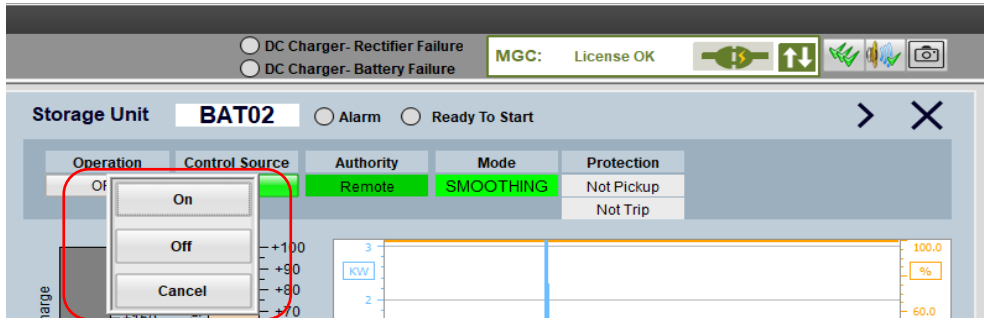 DC Charger- Rectifier Failure
DC Charger- Battery Failure
MGC: License OK
Storage Unit BAT02 Alarm Ready To Start
Operation Control Source Authority Mode Protection
Remote SMOOTHING Not Pickup
Not Trip
On
Off
Cancel
+100
+90
+80
+70
3
KW
2
100.0
%
60.0